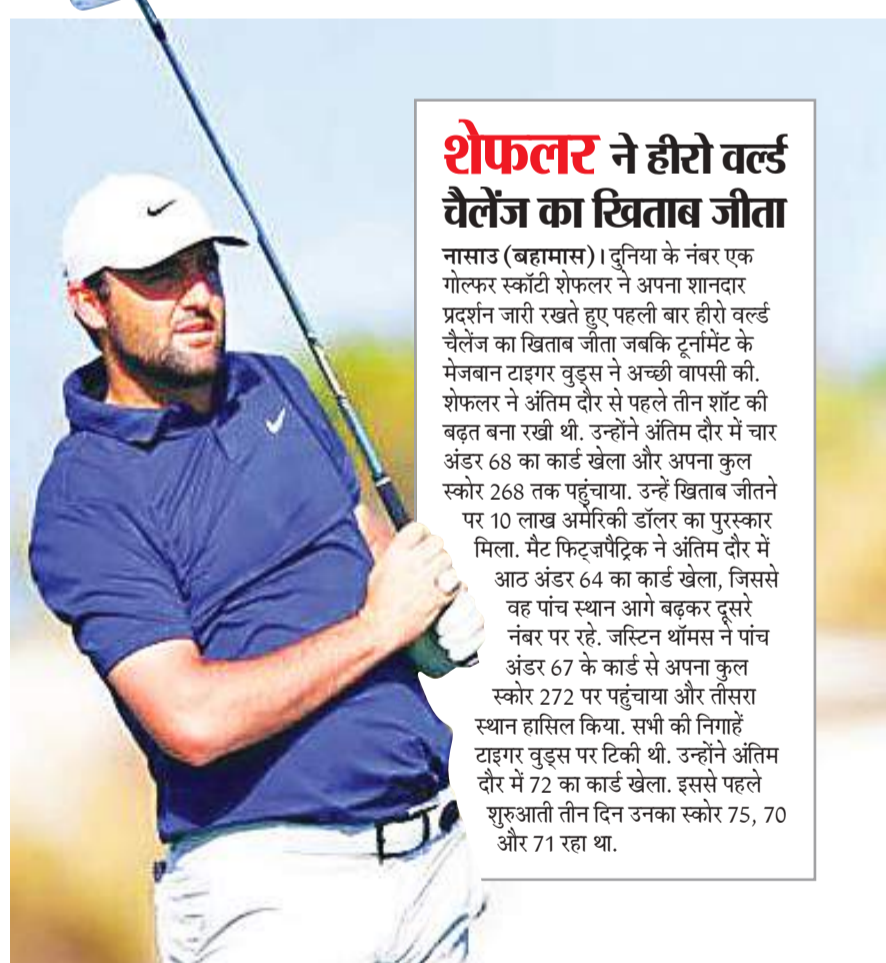 शेफलर ने हीरो वर्ल्ड
चैलेंज का खिताब जीता
नासाउ (बहामास)। दुनिया के नंबर एक
गोल्फर स्कॉटी शेफलर ने अपना शानदार
प्रदर्शन जारी रखते हुए पहली बार हीरो वर्ल्ड
चैलेंज का खिताब जीता जबकि टूर्नामेंट के
मेजबान टाइगर वुड्स ने अच्छी वापसी की.
शेफलर ने अंतिम दौर से पहले तीन शॉट की
बढ़त बना रखी थी. उन्होंने अंतिम दौर में चार
अंडर 68 का कार्ड खेला और अपना कुल
स्कोर 268 तक पहुंचाया. उन्हें खिताब जीतने
पर 10 लाख अमेरिकी डॉलर का पुरस्कार
मिला. मैट फिट्ज़पैट्रिक ने अंतिम दौर में
आठ अंडर 64 का कार्ड खेला, जिससे
वह पांच स्थान आगे बढ़कर दूसरे
नंबर पर रहे. जस्टिन थॉमस ने पांच
अंडर 67 के कार्ड से अपना कुल
स्कोर 272 पर पहुंचाया और तीसरा
स्थान हासिल किया. सभी की निगाहें
टाइगर वुड्स पर टिकी थी. उन्होंने अंतिम
दौर में 72 का कार्ड खेला. इससे पहले
शुरुआती तीन दिन उनका स्कोर 75, 70
और 71 रहा था.